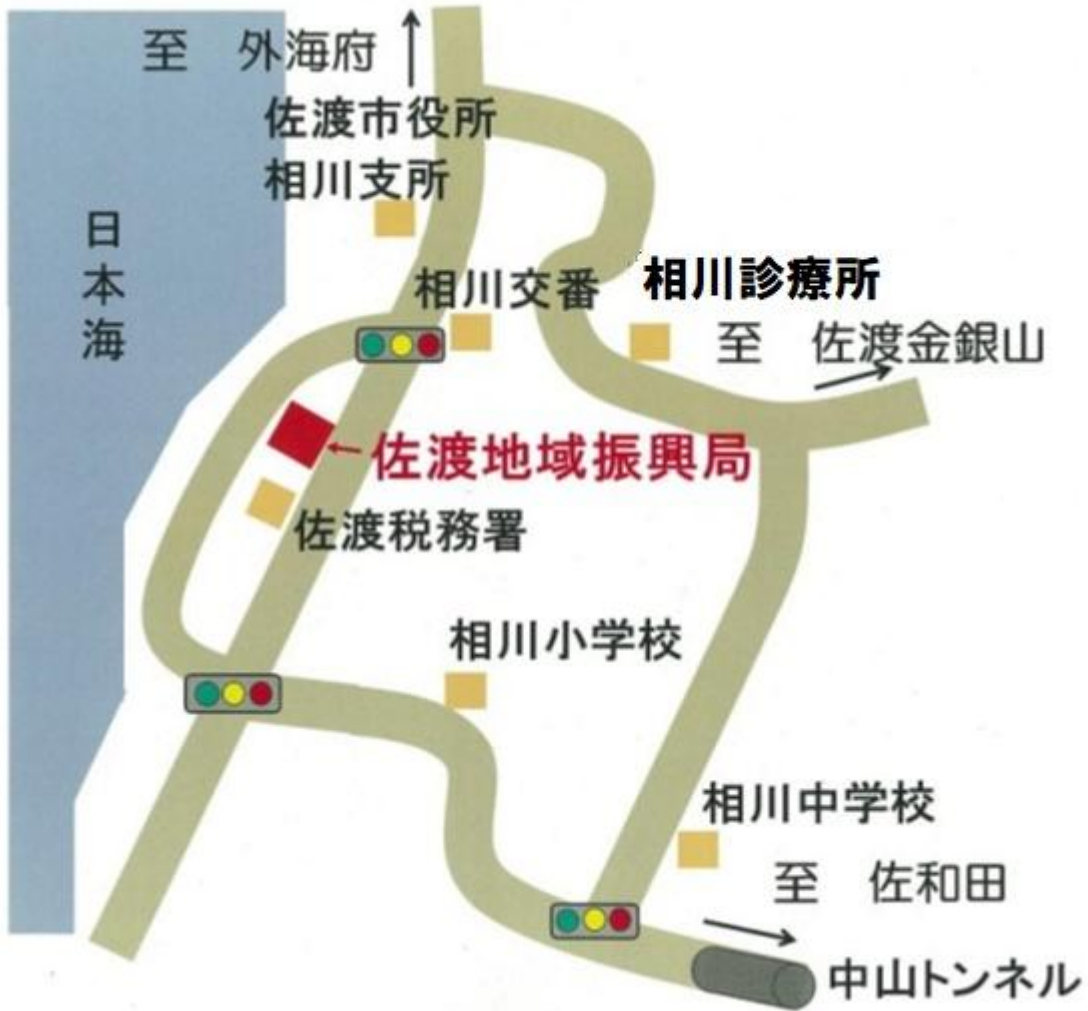 至　外海府
佐渡市役所
相川支所
日本海
相川交番
相川診療所
至　佐渡金銀山
佐渡地域振興局
佐渡税務署
相川小学校
相川中学校
至　佐和田
中山トンネル